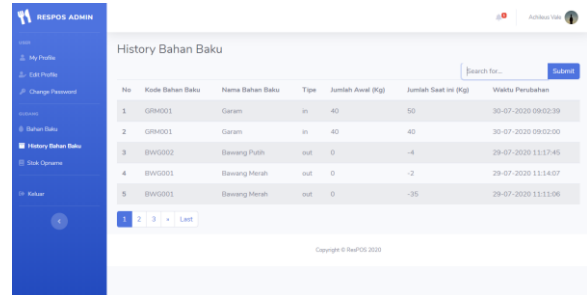 RESPOS ADMIN
Achileus Vale
USER
My Profile
Edit Profile
Change Password
GUDANG
Bahan Baku
History Bahan Baku
Stok Opname
Keluar
History Bahan Baku
Search for...
Submit
No Kode Bahan Baku Nama Bahan Baku Tipe Jumlah Awal (Kg) Jumlah Saat ini (Kg) Waktu Perubahan
1 GRM001 Garam in 40 50 30-07-2020 09:02:39
2 GRM001 Garam in 40 40 30-07-2020 09:02:00
3 BWG002 Bawang Putih out 0 -4 29-07-2020 11:17:45
4 BWG001 Bawang Merah out 0 -2 29-07-2020 11:14:07
5 BWG001 Bawang Merah out 0 -35 29-07-2020 11:11:06
1 2 3 » Last
Copyright © ResPOS 2020